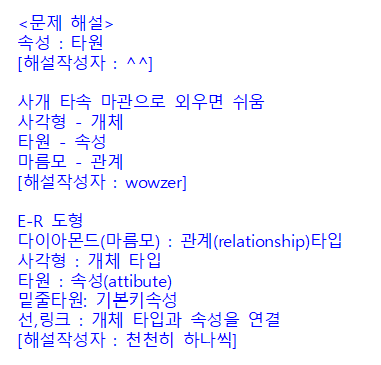 <문제 해설>
속성 : 타원
[해설작성자 : ^^]
사개 타속 마관으로 외우면 쉬움
사각형 - 개체
타원 - 속성
마름모 - 관계
[해설작성자 : wowzer]
E-R 도형
다이아몬드(마름모) : 관계(relationship)타입
사각형 : 개체 타입
타원 : 속성(attibute)
밑줄타원: 기본키속성
선,링크 : 개체 타입과 속성을 연결
[해설작성자 : 천천히 하나씩]